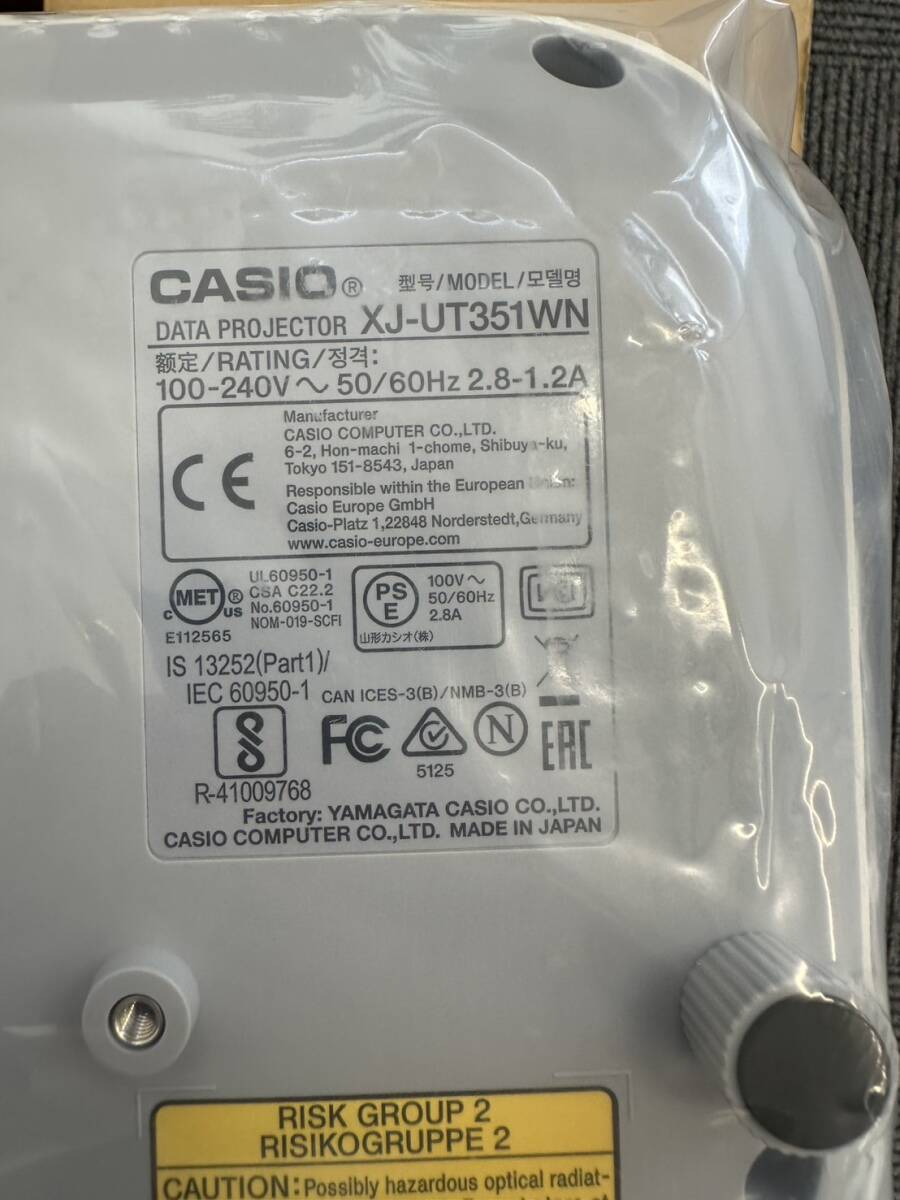 CASIO® 型号/MODEL/모델명
DATA PROJECTOR XJ-UT351WN
额定/RATING/정격:
100-240V～ 50/60Hz 2.8-1.2A
Manufacturer
CASIO COMPUTER CO.,LTD.
6-2, Hon-machi 1-chome, Shibuya-ku,
Tokyo 151-8543, Japan
CE
Responsible within the European Union:
Casio Europe GmbH
Casio-Platz 1,22848 Norderstedt,Germany
www.casio-europe.com
c MET ® US
E112565
UL60950-1
CSA C22.2
No.60950-1
NOM-019-SCFI
PS
E
100V～
50/60Hz
2.8A
山形カシオ(株)
IS 13252(Part1)/
IEC 60950-1
CAN ICES-3(B)/NMB-3(B)
R-41009768
FC
5125
N
EAC
Factory: YAMAGATA CASIO CO.,LTD.
CASIO COMPUTER CO.,LTD. MADE IN JAPAN
RISK GROUP 2
RISIKOGRUPPE 2
CAUTION: Possibly hazardous optical radiat-